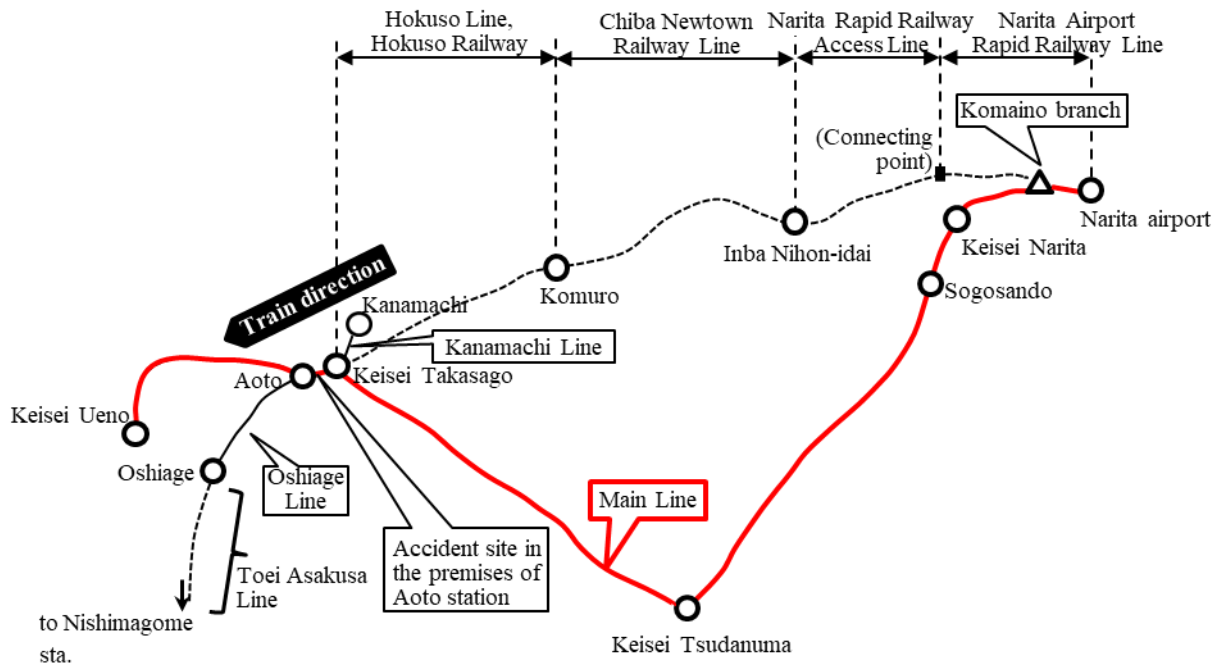 Hokuso Line,
Hokuso Railway
Chiba Newtown
Railway Line
Narita Rapid Railway
Access Line
Narita Airport
Rapid Railway Line
Komaino branch
(Connecting
point)
Narita airport
Keisei Narita
Inba Nihon-idai
Sogosando
Komuro
Train direction
Kanamachi
Kanamachi Line
Keisei Takasago
Aoto
Keisei Ueno
Oshiage
Oshiage
Line
Main Line
Accident site in
the premises of
Aoto station
Toei Asakusa
Line
to Nishimagome
sta.
Keisei Tsudanuma